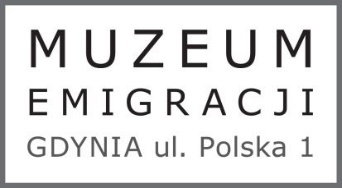 MUZEUM
EMIGRACJI
GDYNIA ul. Polska 1